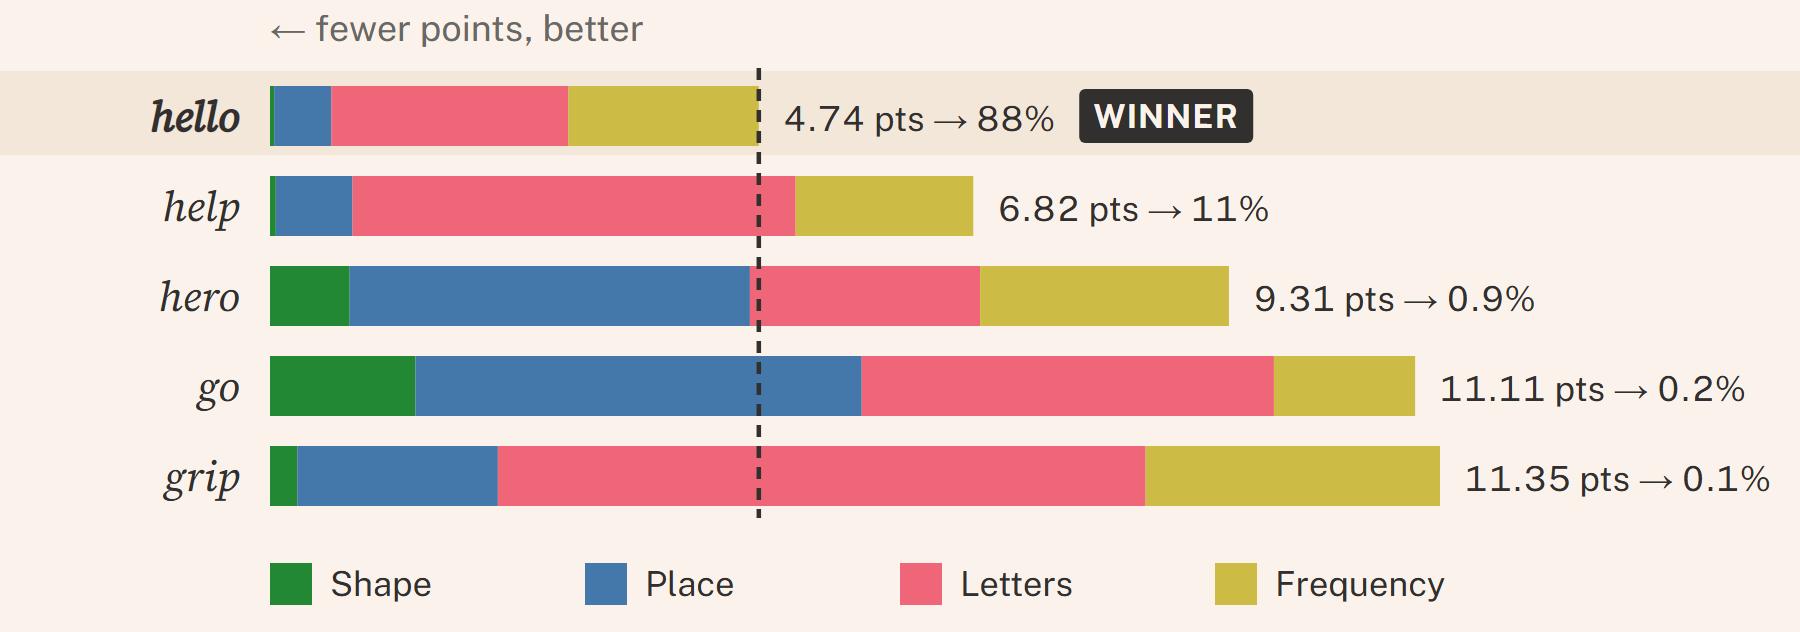 ← fewer points, better
hello 4.74 pts → 88% WINNER
help 6.82 pts → 11%
hero 9.31 pts → 0.9%
go 11.11 pts → 0.2%
grip 11.35 pts → 0.1%
Shape Place Letters Frequency